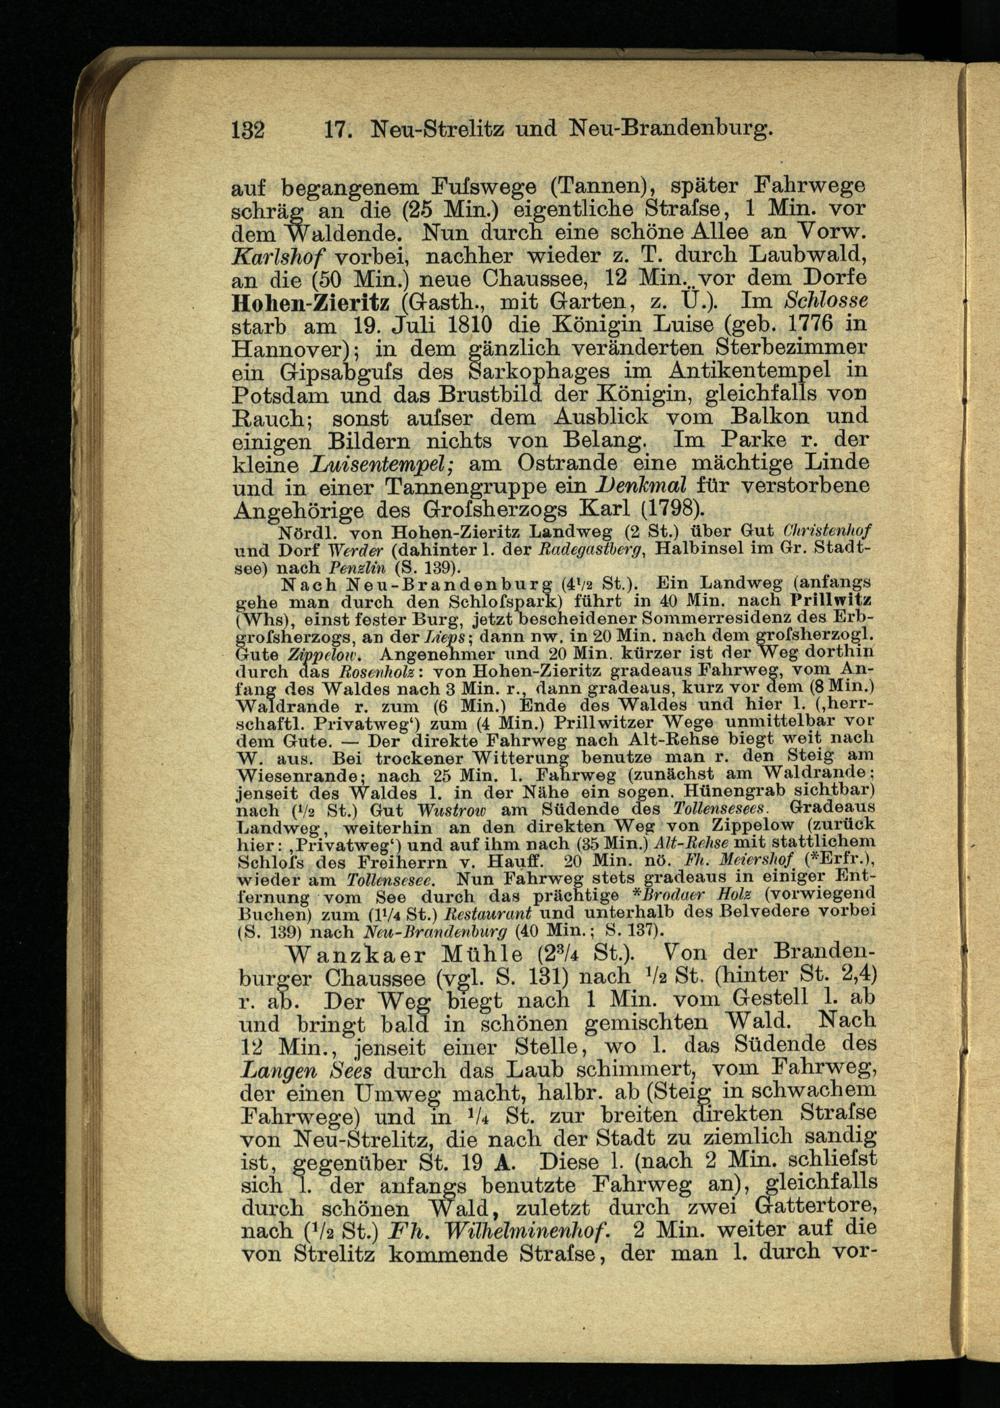 132 17. Neu-Strelitz und Neu-Brandenburg.
auf begangenem Fuſswege (Tannen), später Fahrwege
schräg an die (25 Min.) eigentliche Straſse, 1 Min. vor
dem Waldende. Nun durch eine schöne Allee an Vorw.
Karlshof vorbei, nachher wieder z. T. durch Laubwald,
an die (50 Min.) neue Chaussee, 12 Min. vor dem Dorfe
Hohen-Zieritz (Gasth., mit Garten, z. Ü.). Im Schlosse
starb am 19. Juli 1810 die Königin Luise (geb. 1776 in
Hannover); in dem gänzlich veränderten Sterbezimmer
ein Gipsabguſs des Sarkophages im Antikentempel in
Potsdam und das Brustbild der Königin, gleichfalls von
Rauch; sonst auſser dem Ausblick vom Balkon und
einigen Bildern nichts von Belang. Im Parke r. der
kleine Luisentempel; am Ostrande eine mächtige Linde
und in einer Tannengruppe ein Denkmal für verstorbene
Angehörige des Groſsherzogs Karl (1798).
Nördl. von Hohen-Zieritz Landweg (2 St.) über Gut Christenhof
und Dorf Werder (dahinter l. der Radegastberg, Halbinsel im Gr. Stadt-
see) nach Penzlin (S. 139).
Nach Neu-Brandenburg (4½ St.). Ein Landweg (anfangs
gehe man durch den Schloſspark) führt in 40 Min. nach Prillwitz
(Whs), einst fester Burg, jetzt bescheidener Sommerresidenz des Erb-
groſsherzogs, an der Lieps; dann nw. in 20 Min. nach dem groſsherzogl.
Gute Zippelow. Angenehmer und 20 Min. kürzer ist der Weg dorthin
durch das Rosenholz: von Hohen-Zieritz gradeaus Fahrweg, vom An-
fang des Waldes nach 3 Min. r., dann gradeaus, kurz vor dem (8 Min.)
Waldrande r. zum (6 Min.) Ende des Waldes und hier l. (‚herr-
schaftl. Privatweg‘) zum (4 Min.) Prillwitzer Wege unmittelbar vor
dem Gute. — Der direkte Fahrweg nach Alt-Rehse biegt weit nach
W. aus. Bei trockener Witterung benutze man r. den Steig am
Wiesenrande; nach 25 Min. l. Fahrweg (zunächst am Waldrande;
jenseit des Waldes l. in der Nähe ein sogen. Hünengrab sichtbar)
nach (½ St.) Gut Wustrow am Südende des Tollensesees. Gradeaus
Landweg, weiterhin an den direkten Weg von Zippelow (zurück
hier: ‚Privatweg‘) und auf ihm nach (35 Min.) Alt-Rehse mit stattlichem
Schloſs des Freiherrn v. Hauff. 20 Min. nö. Fh. Meiershof (*Erfr.),
wieder am Tollensesee. Nun Fahrweg stets gradeaus in einiger Ent-
fernung vom See durch das prächtige *Brodaer Holz (vorwiegend
Buchen) zum (1¼ St.) Restaurant und unterhalb des Belvedere vorbei
(S. 139) nach Neu-Brandenburg (40 Min.; S. 137).
Wanzkaer Mühle (2¾ St.). Von der Branden-
burger Chaussee (vgl. S. 131) nach ½ St. (hinter St. 2,4)
r. ab. Der Weg biegt nach 1 Min. vom Gestell l. ab
und bringt bald in schönen gemischten Wald. Nach
12 Min., jenseit einer Stelle, wo l. das Südende des
Langen Sees durch das Laub schimmert, vom Fahrweg,
der einen Umweg macht, halbr. ab (Steig in schwachem
Fahrwege) und in ¼ St. zur breiten direkten Straſse
von Neu-Strelitz, die nach der Stadt zu ziemlich sandig
ist, gegenüber St. 19 A. Diese l. (nach 2 Min. schlieſst
sich l. der anfangs benutzte Fahrweg an), gleichfalls
durch schönen Wald, zuletzt durch zwei Gattertore,
nach (½ St.) Fh. Wilhelminenhof. 2 Min. weiter auf die
von Strelitz kommende Straſse, der man l. durch vor-